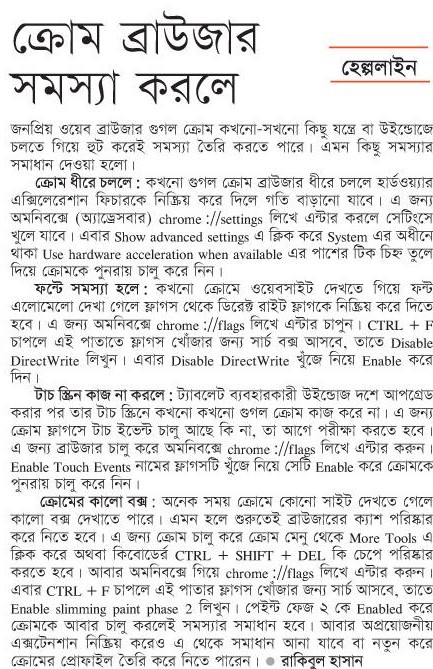 ক্রোম ব্রাউজার
সমস্যা করলে
হেল্পলাইন
জনপ্রিয় ওয়েব ব্রাউজার গুগল ক্রোম কখনো-সখনো কিছু যন্ত্রে বা উইন্ডোজে
চলতে গিয়ে হুট করেই সমস্যা তৈরি করতে পারে। এমন কিছু সমস্যার
সমাধান দেওয়া হলো।
ক্রোম ধীরে চললে : কখনো গুগল ক্রোম ব্রাউজার ধীরে চললে হার্ডওয়্যার
এক্সিলেরেশান ফিচারকে নিষ্ক্রিয় করে দিলে গতি বাড়ানো যাবে। এ জন্য
অমনিবক্সে (অ্যাড্রেসবার) chrome ://settings লিখে এন্টার করলে সেটিংসে
খুলে যাবে। এবার Show advanced settings এ ক্লিক করে System এর অধীনে
থাকা Use hardware acceleration when available এর পাশের টিক চিহ্ন তুলে
দিয়ে ক্রোমকে পুনরায় চালু করে নিন।
ফন্টে সমস্যা হলে : কখনো ক্রোমে ওয়েবসাইট দেখতে গিয়ে ফন্ট
এলোমেলো দেখা গেলে ফ্লাগস থেকে ডিরেক্ট রাইট ফ্লাগকে নিষ্ক্রিয় করে দিতে
হবে। এ জন্য অমনিবক্সে chrome ://flags লিখে এন্টার চাপুন। CTRL + F
চাপলে এই পাতাতে ফ্লাগস খোঁজার জন্য সার্চ বক্স আসবে, তাতে Disable
DirectWrite লিখুন। এবার Disable DirectWrite খুঁজে নিয়ে Enable করে
দিন।
টাচ স্ক্রিন কাজ না করলে : ট্যাবলেট ব্যবহারকারী উইন্ডোজ দশে আপগ্রেড
করার পর তার টাচ স্ক্রিনে কখনো কখনো গুগল ক্রোম কাজ করে না। এ জন্য
ক্রোম ফ্লাগসে টাচ ইভেন্ট চালু আছে কি না, তা আগে পরীক্ষা করতে হবে।
এ জন্য ব্রাউজার চালু করে অমনিবক্সে chrome ://flags লিখে এন্টার করুন।
Enable Touch Events নামের ফ্লাগসটি খুঁজে নিয়ে সেটি Enable করে ক্রোমকে
পুনরায় চালু করে নিন।
ক্রোমের কালো বক্স : অনেক সময় ক্রোমে কোনো সাইট দেখতে গেলে
কালো বক্স দেখাতে পারে। এমন হলে শুরুতেই ব্রাউজারের ক্যাশ পরিষ্কার
করে নিতে হবে। এ জন্য ক্রোম চালু করে ক্রোম মেনু থেকে More Tools এ
ক্লিক করে অথবা কিবোর্ডের CTRL + SHIFT + DEL কি চেপে পরিষ্কার
করতে হবে। আবার অমনিবক্সে গিয়ে chrome ://flags লিখে এন্টার করুন।
এবার CTRL + F চাপলে এই পাতার ফ্লাগস খোঁজার জন্য সার্চ আসবে, তাতে
Enable slimming paint phase 2 লিখুন। পেইন্ট ফেজ ২ কে Enabled করে
ক্রোমকে আবার চালু করলেই সমস্যার সমাধান হবে। আবার অপ্রয়োজনীয়
এক্সটেনশান নিষ্ক্রিয় করেও এ থেকে সমাধান আনা যাবে বা নতুন করে
ক্রোমের প্রোফাইল তৈরি করে নিতে পারেন। ● রাকিবুল হাসান